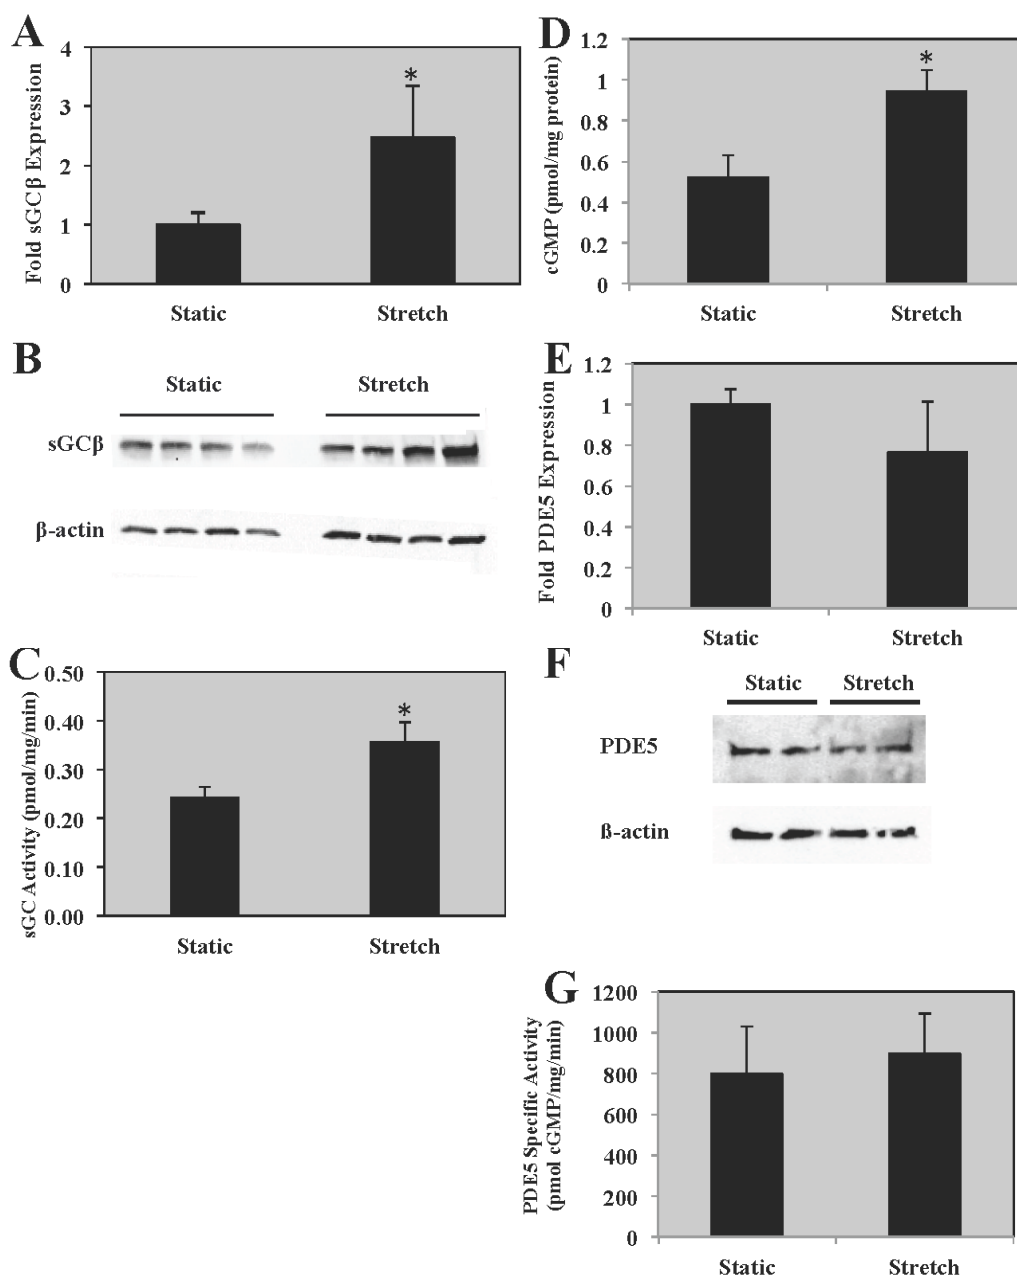 A
Fold sGCβ Expression
4
3
2
1
0
*
Static
Stretch
B
Static
Stretch
sGCβ
β-actin
C
sGC Activity (pmol/mg/min)
0.50
0.40
0.30
0.20
0.10
0.00
*
Static
Stretch
D
cGMP (pmol/mg protein)
1.2
1
0.8
0.6
0.4
0.2
0
*
Static
Stretch
E
Fold PDE5 Expression
1.2
1
0.8
0.6
0.4
0.2
0
Static
Stretch
F
Static
Stretch
PDE5
ß-actin
G
PDE5 Specific Activity
(pmol cGMP/mg/min)
1200
1000
800
600
400
200
0
Static
Stretch